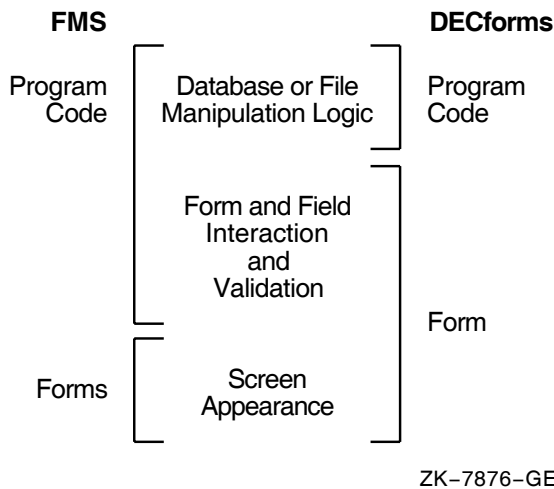 FMS
DECforms
Program
Code
Database or File
Manipulation Logic
Program
Code
Form and Field
Interaction
and
Validation
Form
Forms
Screen
Appearance
ZK−7876−GE